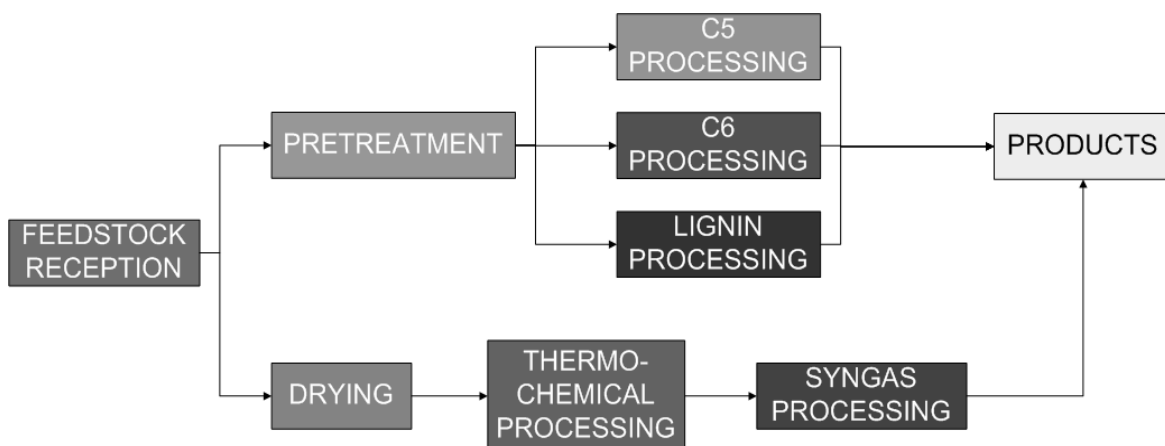 C5
PROCESSING
PRETREATMENT
C6
PROCESSING
PRODUCTS
LIGNIN
PROCESSING
FEEDSTOCK
RECEPTION
DRYING
THERMO-
CHEMICAL
PROCESSING
SYNGAS
PROCESSING